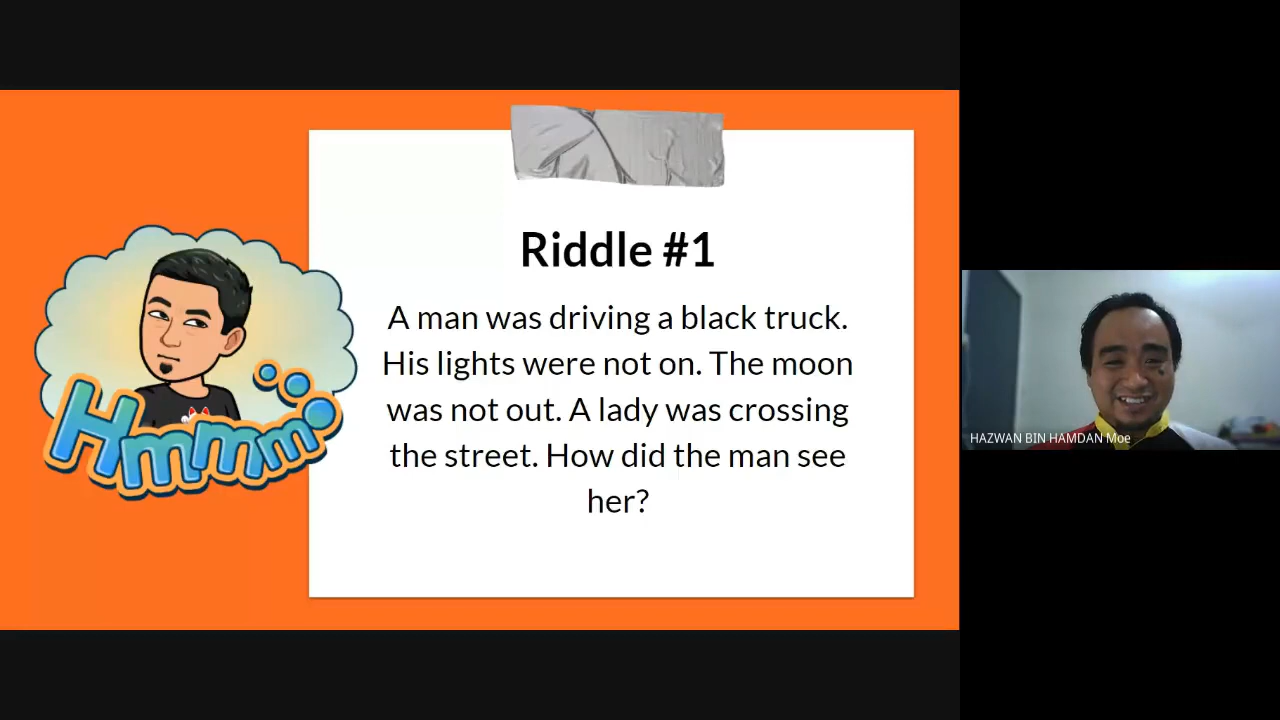 Riddle #1
A man was driving a black truck.
His lights were not on. The moon
was not out. A lady was crossing
the street. How did the man see
her?
Hmmm
HAZWAN BIN HAMDAN Moe